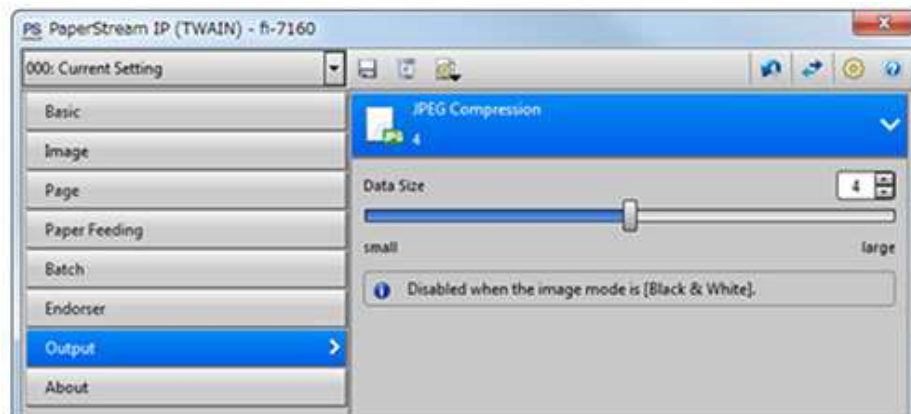 PS PaperStream IP (TWAIN) - fi-7160
000: Current Setting
Basic
Image
Page
Paper Feeding
Batch
Endorser
Output
About
JPEG Compression
4
Data Size
4
small large
Disabled when the image mode is [Black & White].